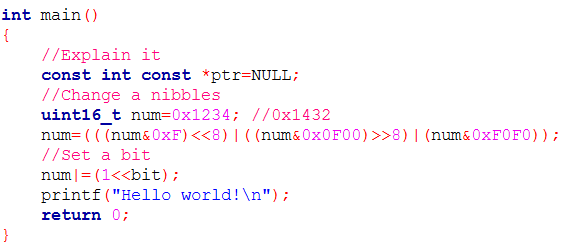 int main()
{
//Explain it
const int const *ptr=NULL;
//Change a nibbles
uint16_t num=0x1234; //0x1432
num=(((num&0xF)<<8)|((num&0x0F00)>>8)|(num&0xF0F0));
//Set a bit
num|=(1<<bit);
printf("Hello world!\n");
return 0;
}